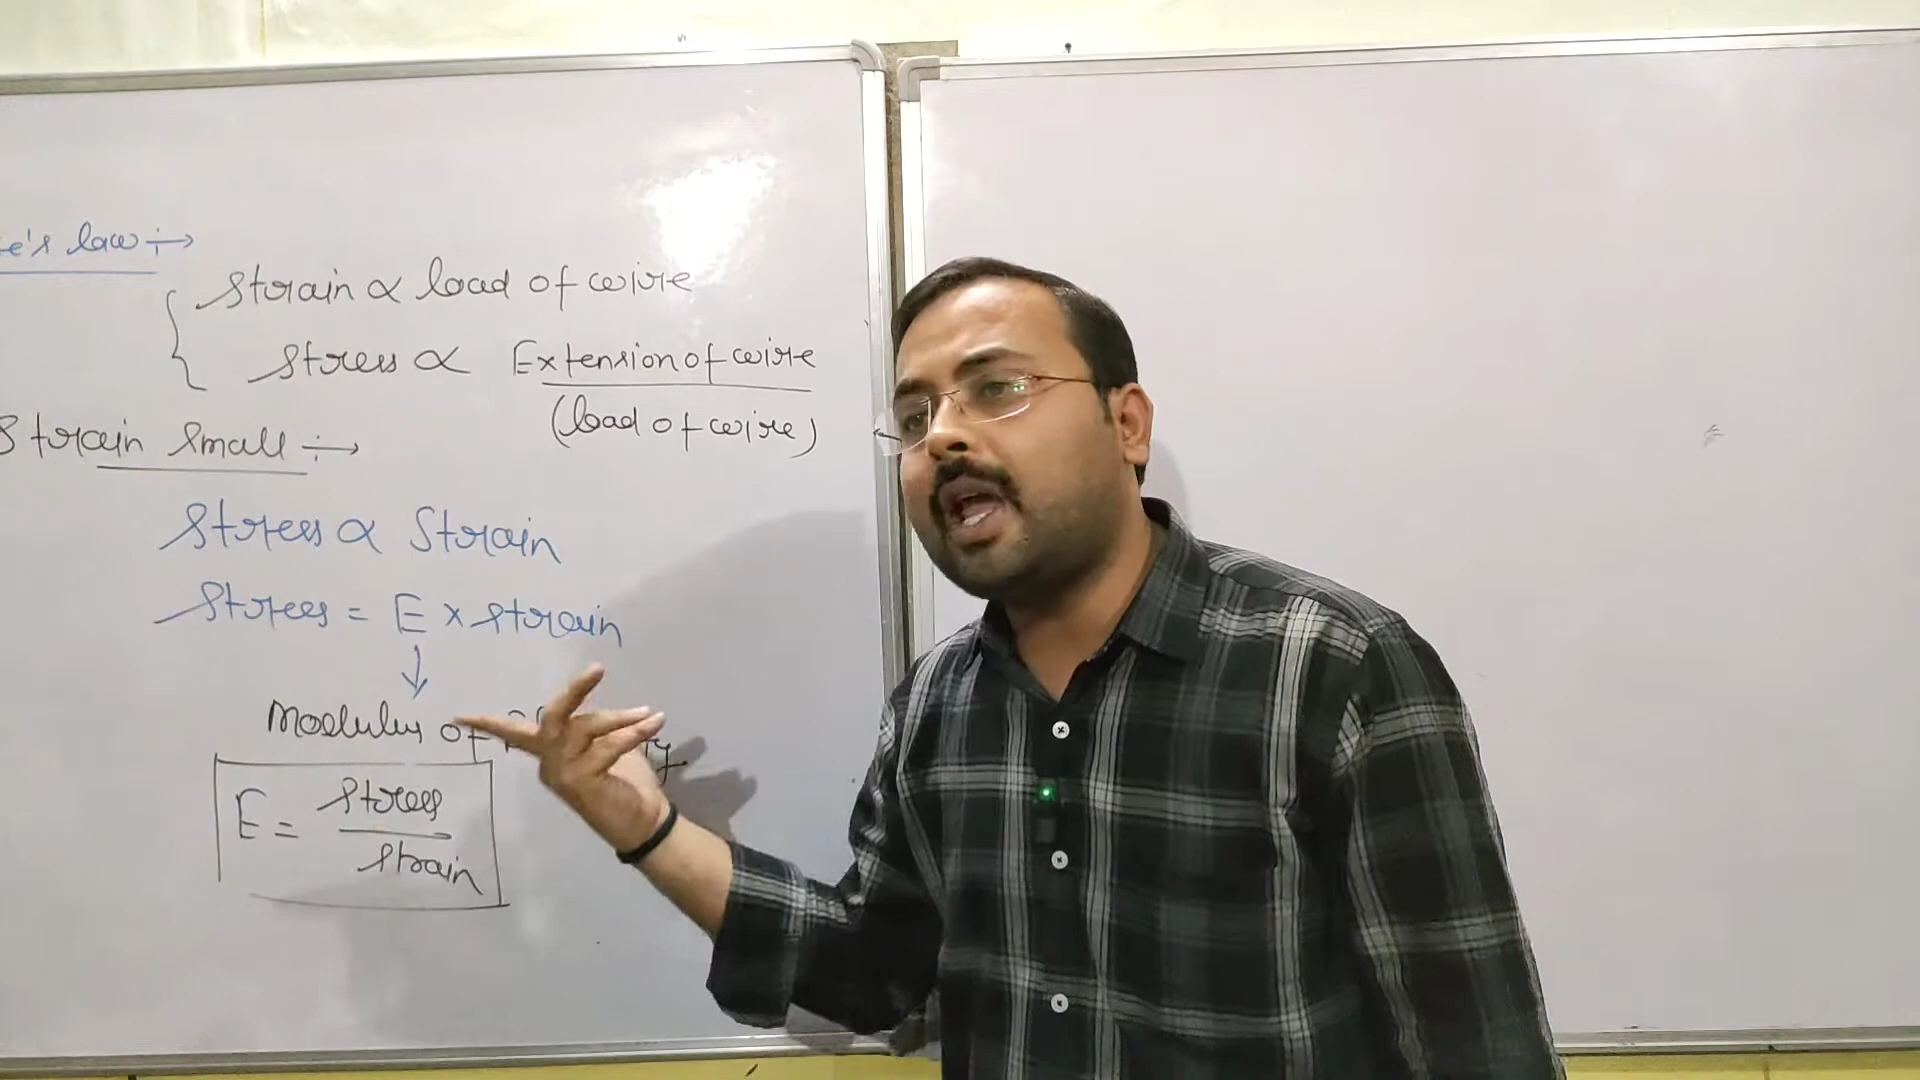 e's law ÷→
Strain ∝ load of wire
Stress ∝ Extension of wire
(load of wire)
Strain small ÷→
Stress ∝ Strain
Strees = E × strain
↓
Modulus of
E = Stress
Strain